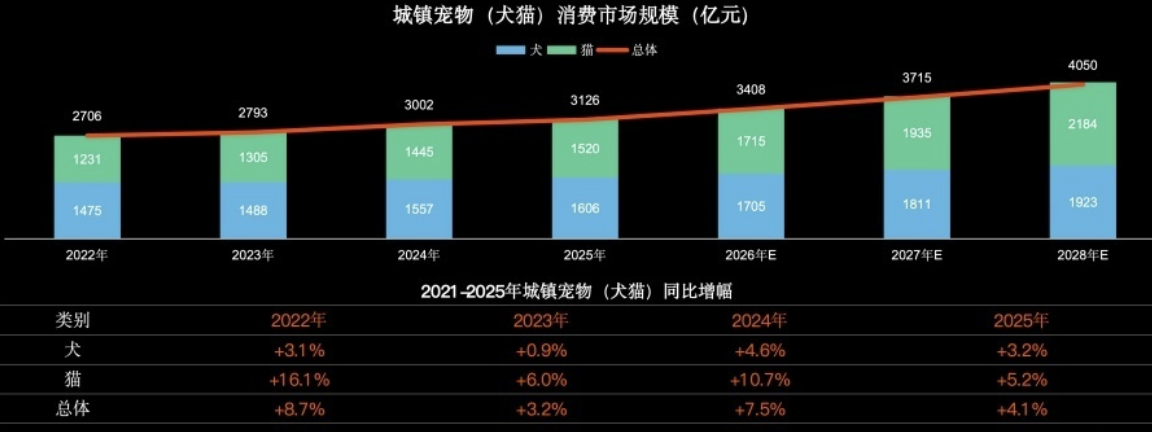 城镇宠物（犬猫）消费市场规模（亿元）
犬 猫 总体
2706 2793 3002 3126 3408 3715 4050
1231 1305 1445 1520 1715 1935 2184
1475 1488 1557 1606 1705 1811 1923
2022年 2023年 2024年 2025年 2026年E 2027年E 2028年E
2021-2025年城镇宠物（犬猫）同比增幅
类别 2022年 2023年 2024年 2025年
犬 +3.1% +0.9% +4.6% +3.2%
猫 +16.1% +6.0% +10.7% +5.2%
总体 +8.7% +3.2% +7.5% +4.1%